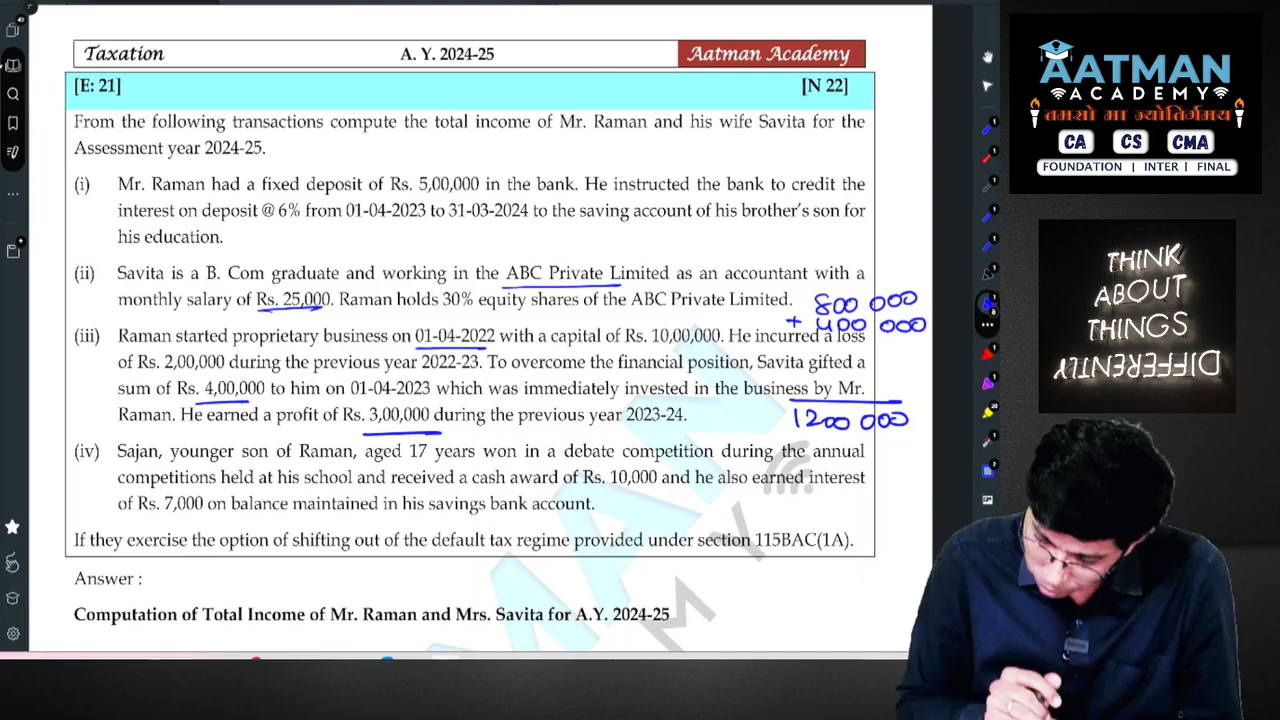 Taxation A. Y. 2024-25 Aatman Academy
[E: 21] [N 22]
From the following transactions compute the total income of Mr. Raman and his wife Savita for the
Assessment year 2024-25.
(i) Mr. Raman had a fixed deposit of Rs. 5,00,000 in the bank. He instructed the bank to credit the
interest on deposit @ 6% from 01-04-2023 to 31-03-2024 to the saving account of his brother's son for
his education.
(ii) Savita is a B. Com graduate and working in the ABC Private Limited as an accountant with a
monthly salary of Rs. 25,000. Raman holds 30% equity shares of the ABC Private Limited.
800 000
+ 400 000
(iii) Raman started proprietary business on 01-04-2022 with a capital of Rs. 10,00,000. He incurred a loss
of Rs. 2,00,000 during the previous year 2022-23. To overcome the financial position, Savita gifted a
sum of Rs. 4,00,000 to him on 01-04-2023 which was immediately invested in the business by Mr.
Raman. He earned a profit of Rs. 3,00,000 during the previous year 2023-24.
1200 000
(iv) Sajan, younger son of Raman, aged 17 years won in a debate competition during the annual
competitions held at his school and received a cash award of Rs. 10,000 and he also earned interest
of Rs. 7,000 on balance maintained in his savings bank account.
If they exercise the option of shifting out of the default tax regime provided under section 115BAC(1A).
Answer :
Computation of Total Income of Mr. Raman and Mrs. Savita for A.Y. 2024-25
AATMAN
ACADEMY
तमसो मा ज्योतिर्गमय
CA CS CMA
FOUNDATION | INTER | FINAL
THINK
ABOUT
THINGS
DIFFERENTLY